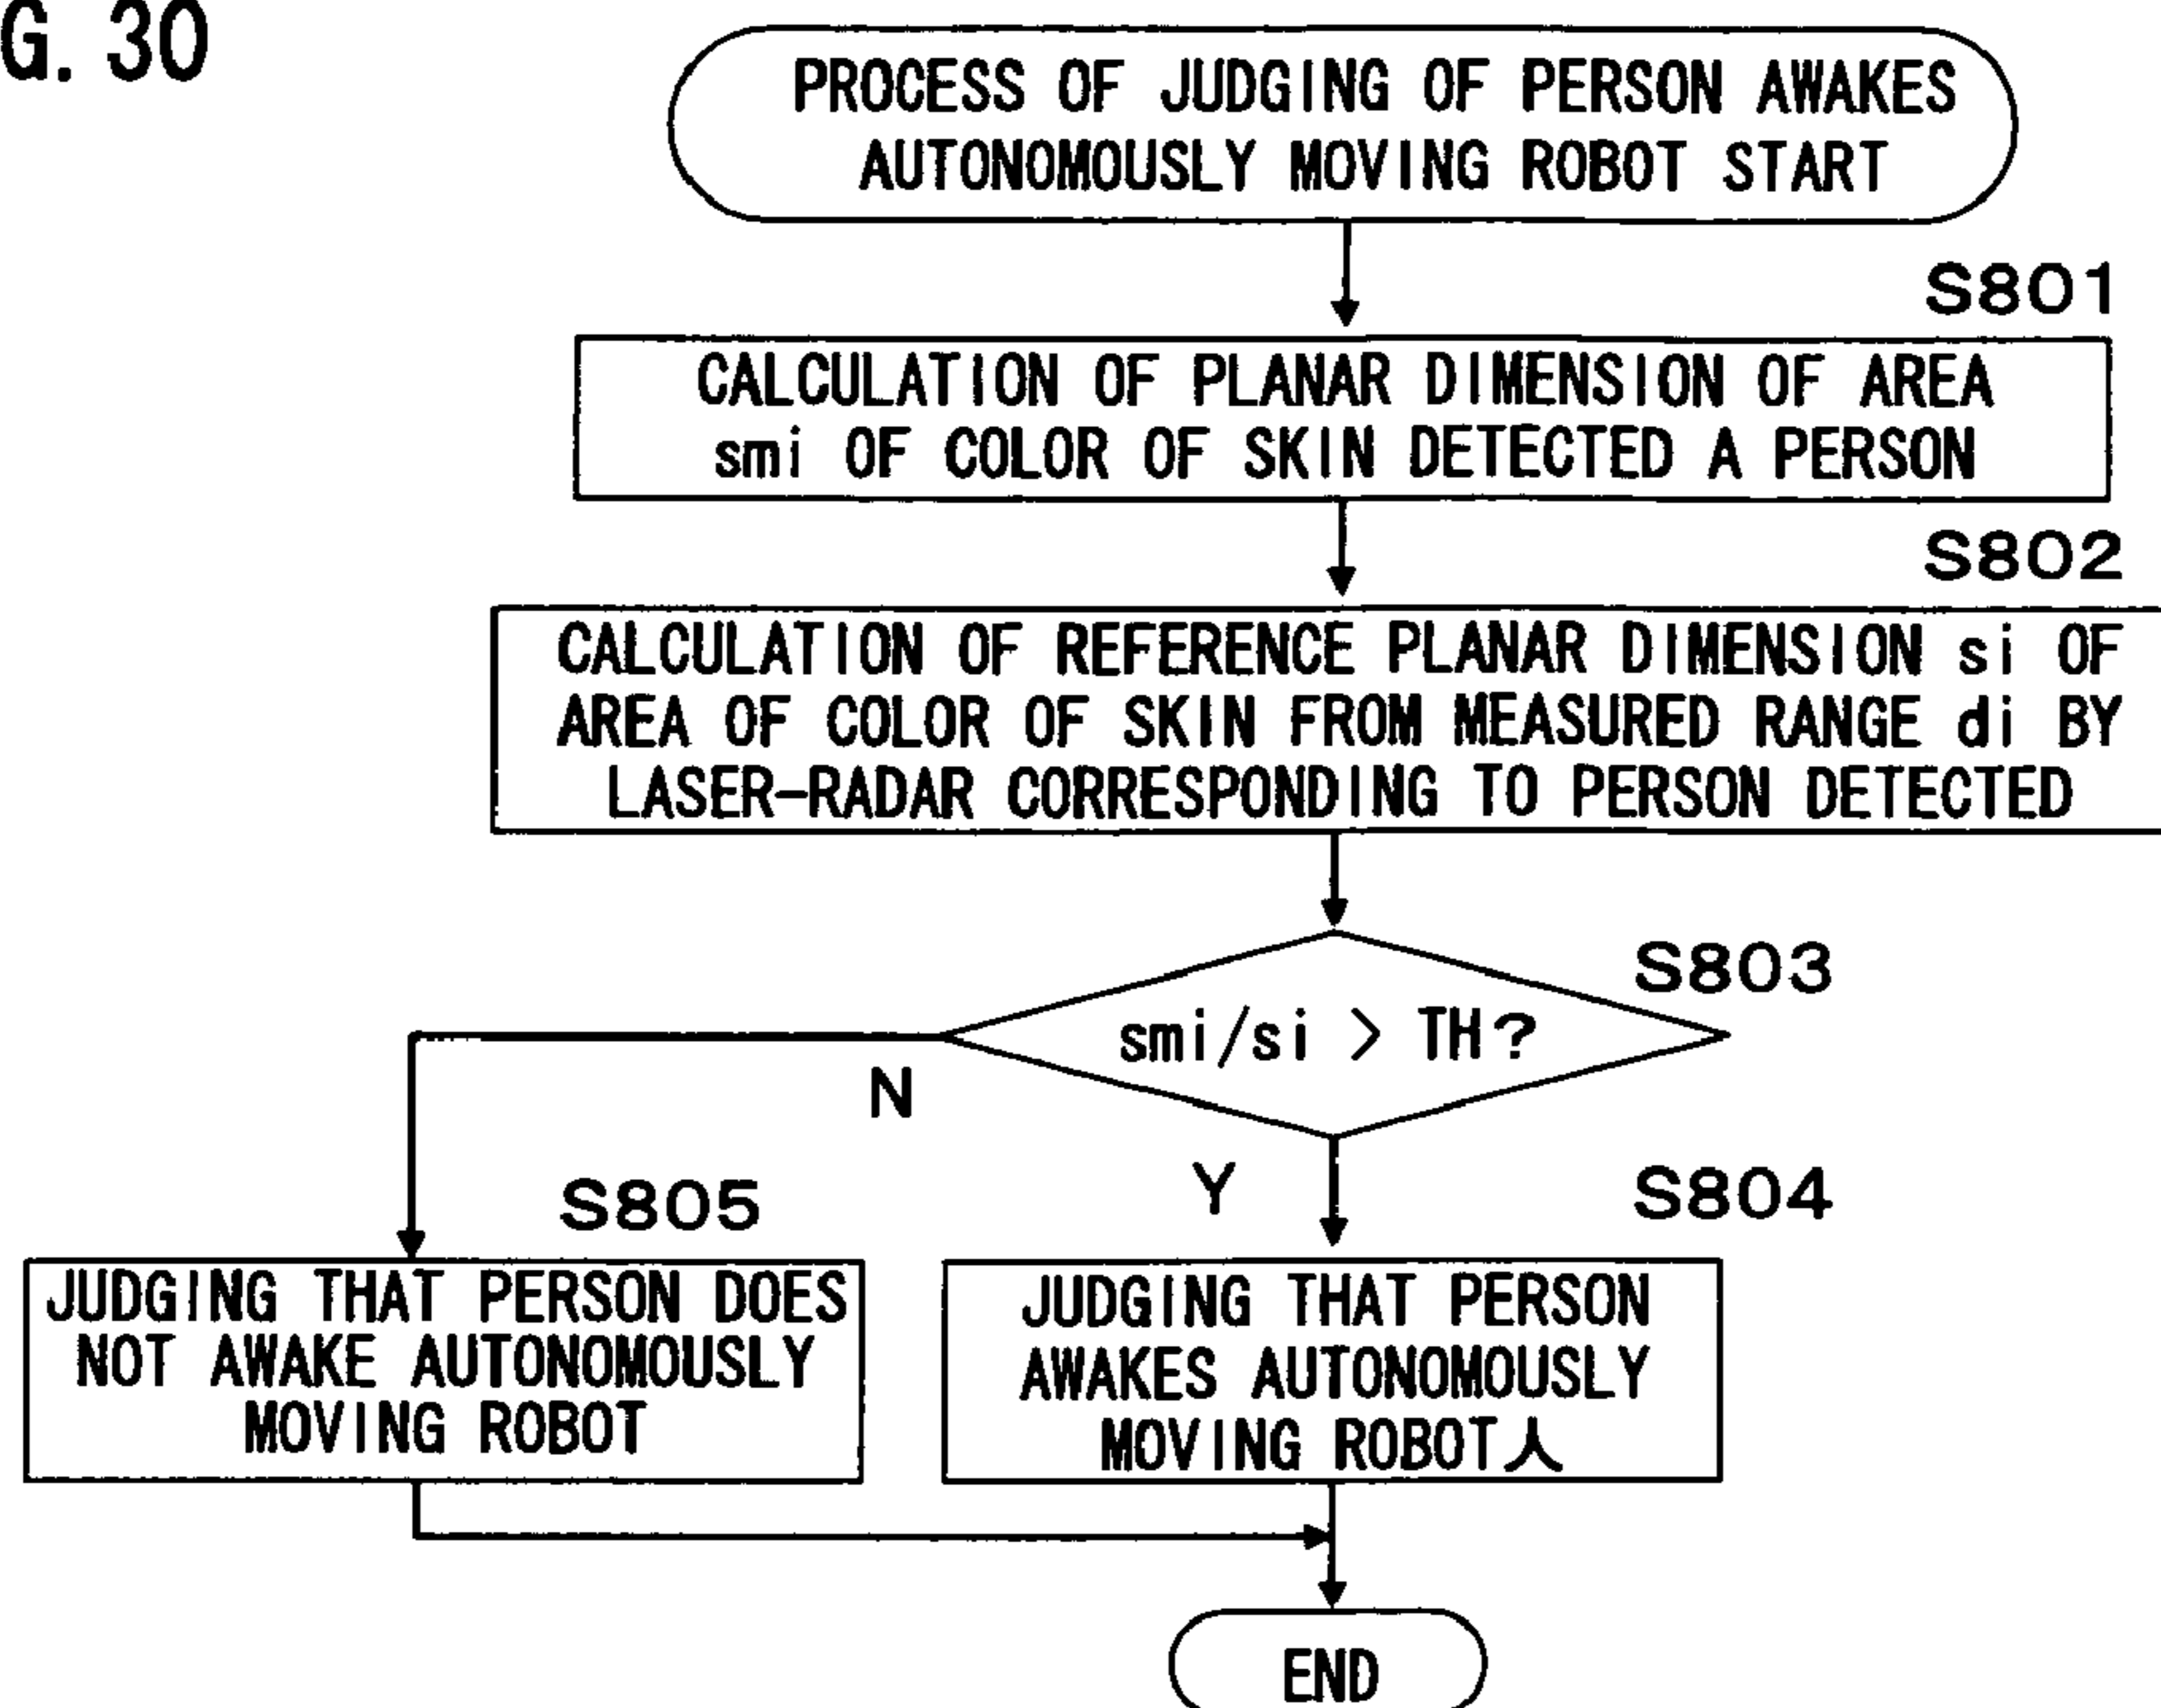 G. 30
PROCESS OF JUDGING OF PERSON AWAKES
AUTONOMOUSLY MOVING ROBOT START
S801
CALCULATION OF PLANAR DIMENSION OF AREA
smi OF COLOR OF SKIN DETECTED A PERSON
S802
CALCULATION OF REFERENCE PLANAR DIMENSION si OF
AREA OF COLOR OF SKIN FROM MEASURED RANGE di BY
LASER-RADAR CORRESPONDING TO PERSON DETECTED
S803
smi/si > TH?
N
Y
S805
S804
JUDGING THAT PERSON DOES
NOT AWAKE AUTONOMOUSLY
MOVING ROBOT
JUDGING THAT PERSON
AWAKES AUTONOMOUSLY
MOVING ROBOT人
END